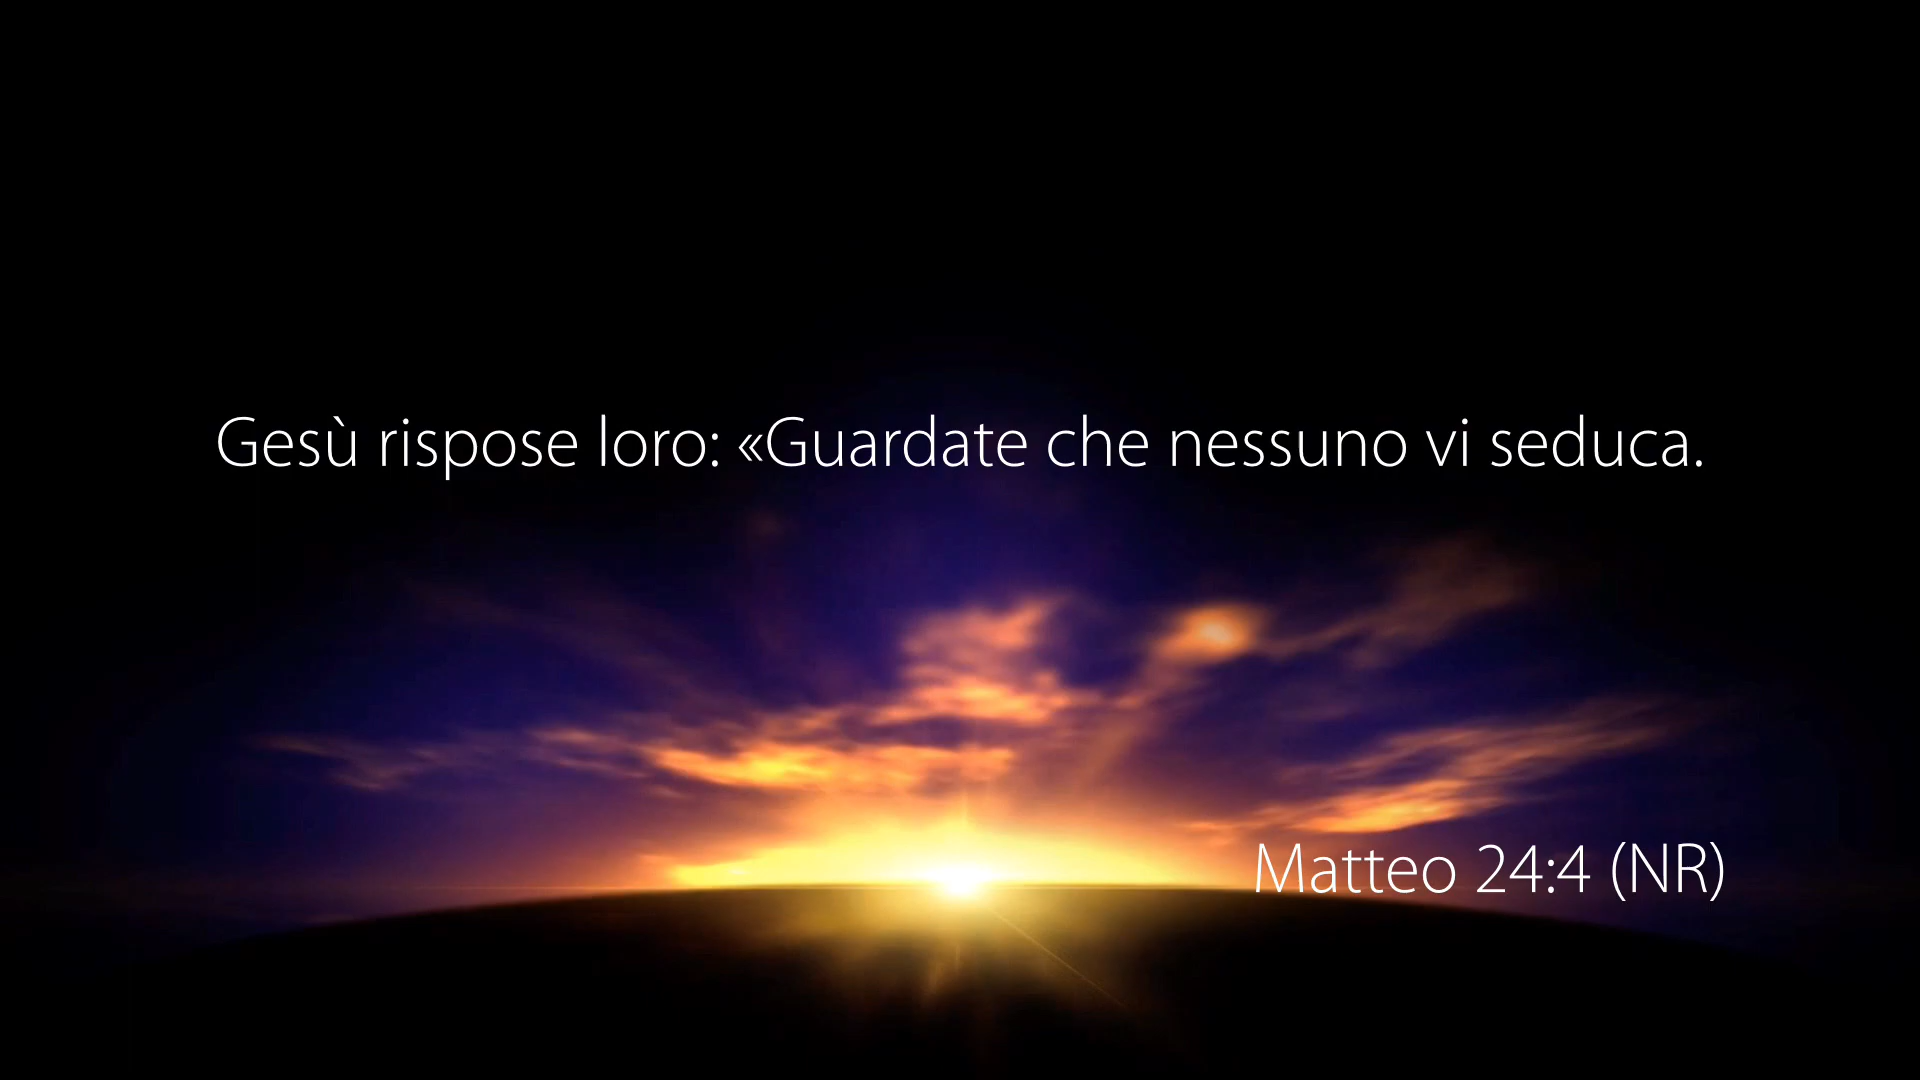 Gesù rispose loro: «Guardate che nessuno vi seduca.
Matteo 24:4 (NR)